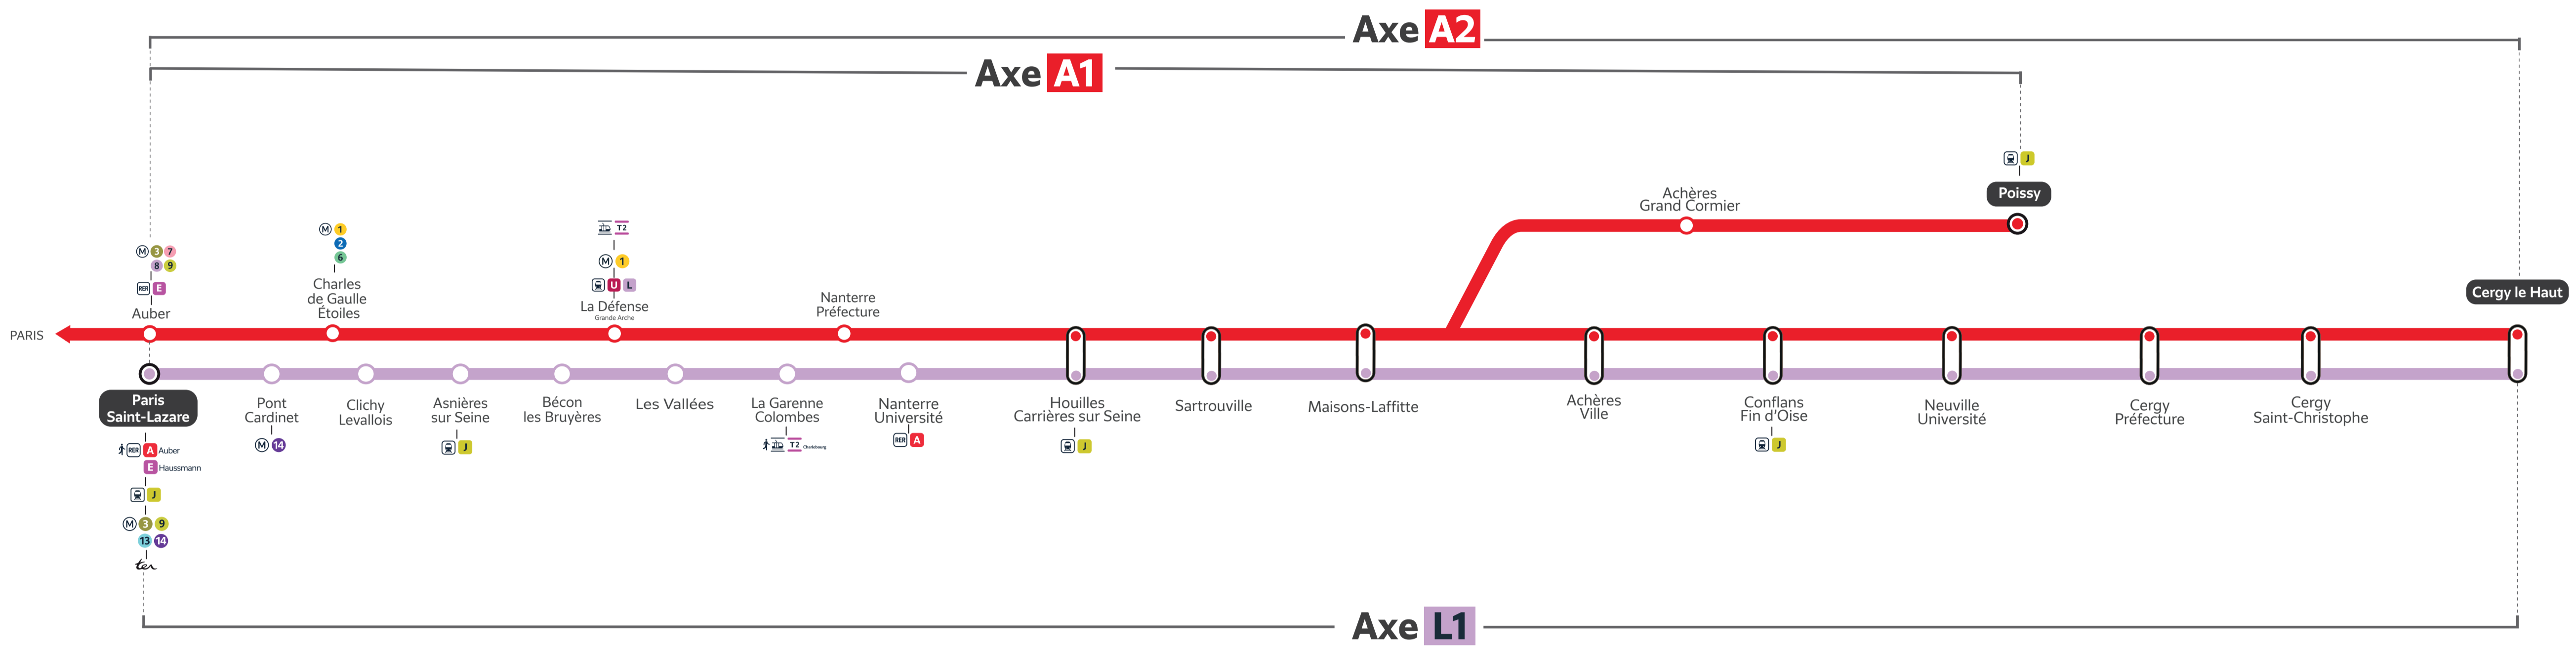 Axe A2
Axe A1
J
Poissy
Achères
Grand Cormier
Cergy le Haut
M 3 7
8 9
RER E
Auber
M 1
2
6
Charles
de Gaulle
Étoiles
T2
M 1
U L
La Défense
Grande Arche
Nanterre
Préfecture
PARIS
Paris
Saint-Lazare
RER A Auber
E Haussmann
J
M 3 9
13 14
ter
Pont
Cardinet
M 14
Clichy
Levallois
Asnières
sur Seine
J
Bécon
les Bruyères
Les Vallées
La Garenne
Colombes
T2 Charlebourg
Nanterre
Université
RER A
Houilles
Carrières sur Seine
J
Sartrouville
Maisons-Laffitte
Achères
Ville
Conflans
Fin d'Oise
J
Neuville
Université
Cergy
Préfecture
Cergy
Saint-Christophe
Axe L1